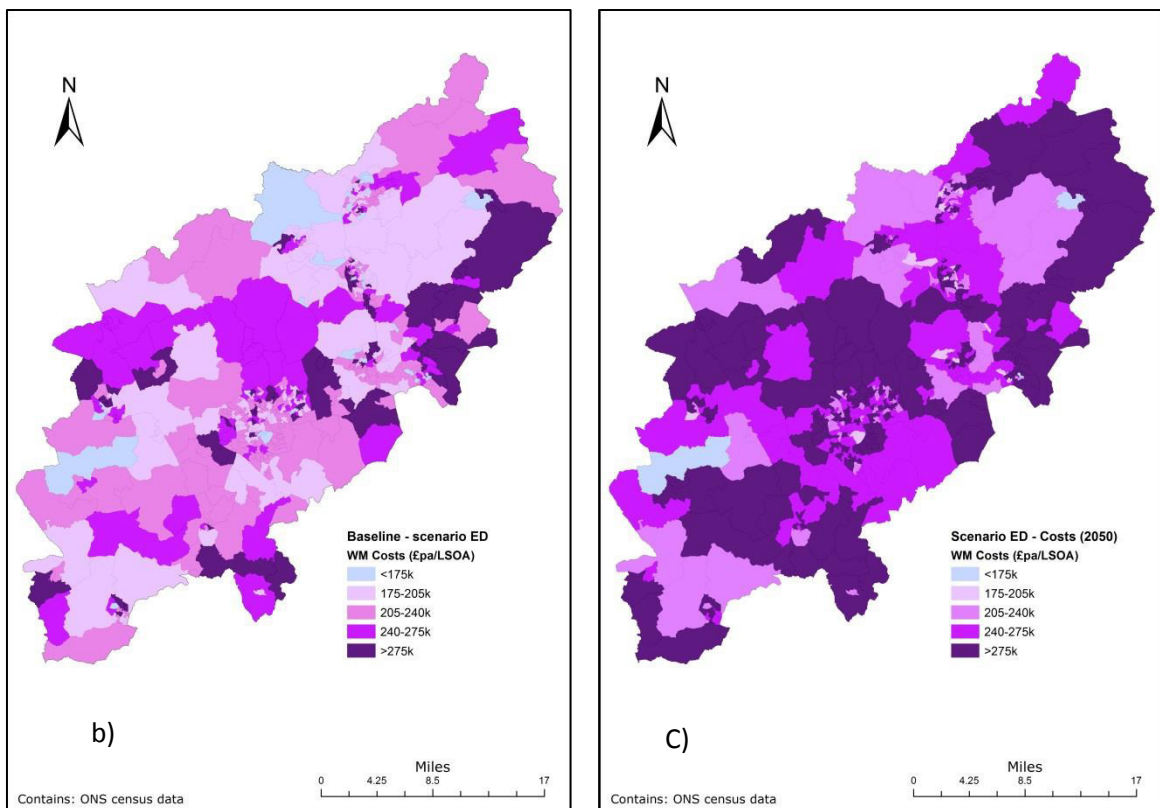 N
Baseline - scenario ED
WM Costs (£pa/LSOA)
<175k
175-205k
205-240k
240-275k
>275k
b)
Miles
0 4.25 8.5 17
Contains: ONS census data
N
Scenario ED - Costs (2050)
WM Costs (£pa/LSOA)
<175k
175-205k
205-240k
240-275k
>275k
C)
Miles
0 4.25 8.5 17
Contains: ONS census data